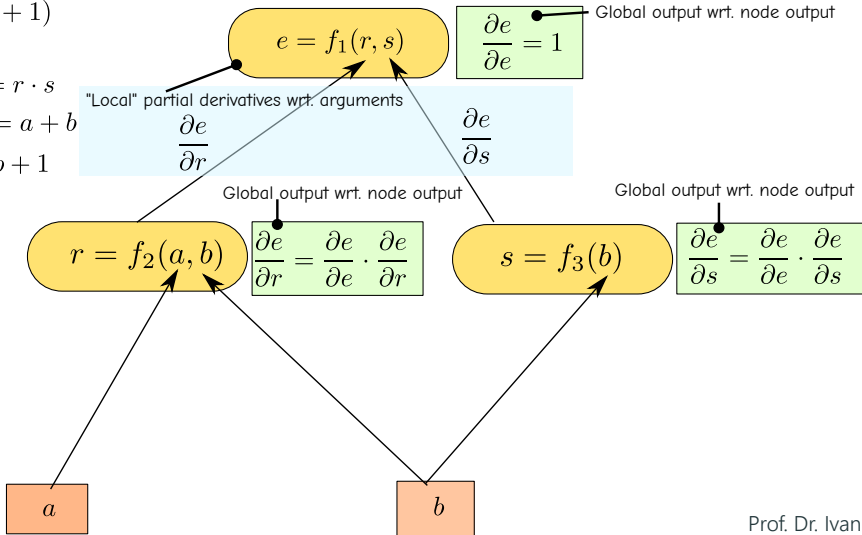 + 1)
Global output wrt. node output
e = f₁(r, s)
∂e/∂e = 1
= r · s
"Local" partial derivatives wrt. arguments
= a + b
∂e/∂r
∂e/∂s
+ 1
Global output wrt. node output
Global output wrt. node output
r = f₂(a, b)
∂e/∂r = ∂e/∂e · ∂e/∂r
s = f₃(b)
∂e/∂s = ∂e/∂e · ∂e/∂s
a
b
Prof. Dr. Ivan